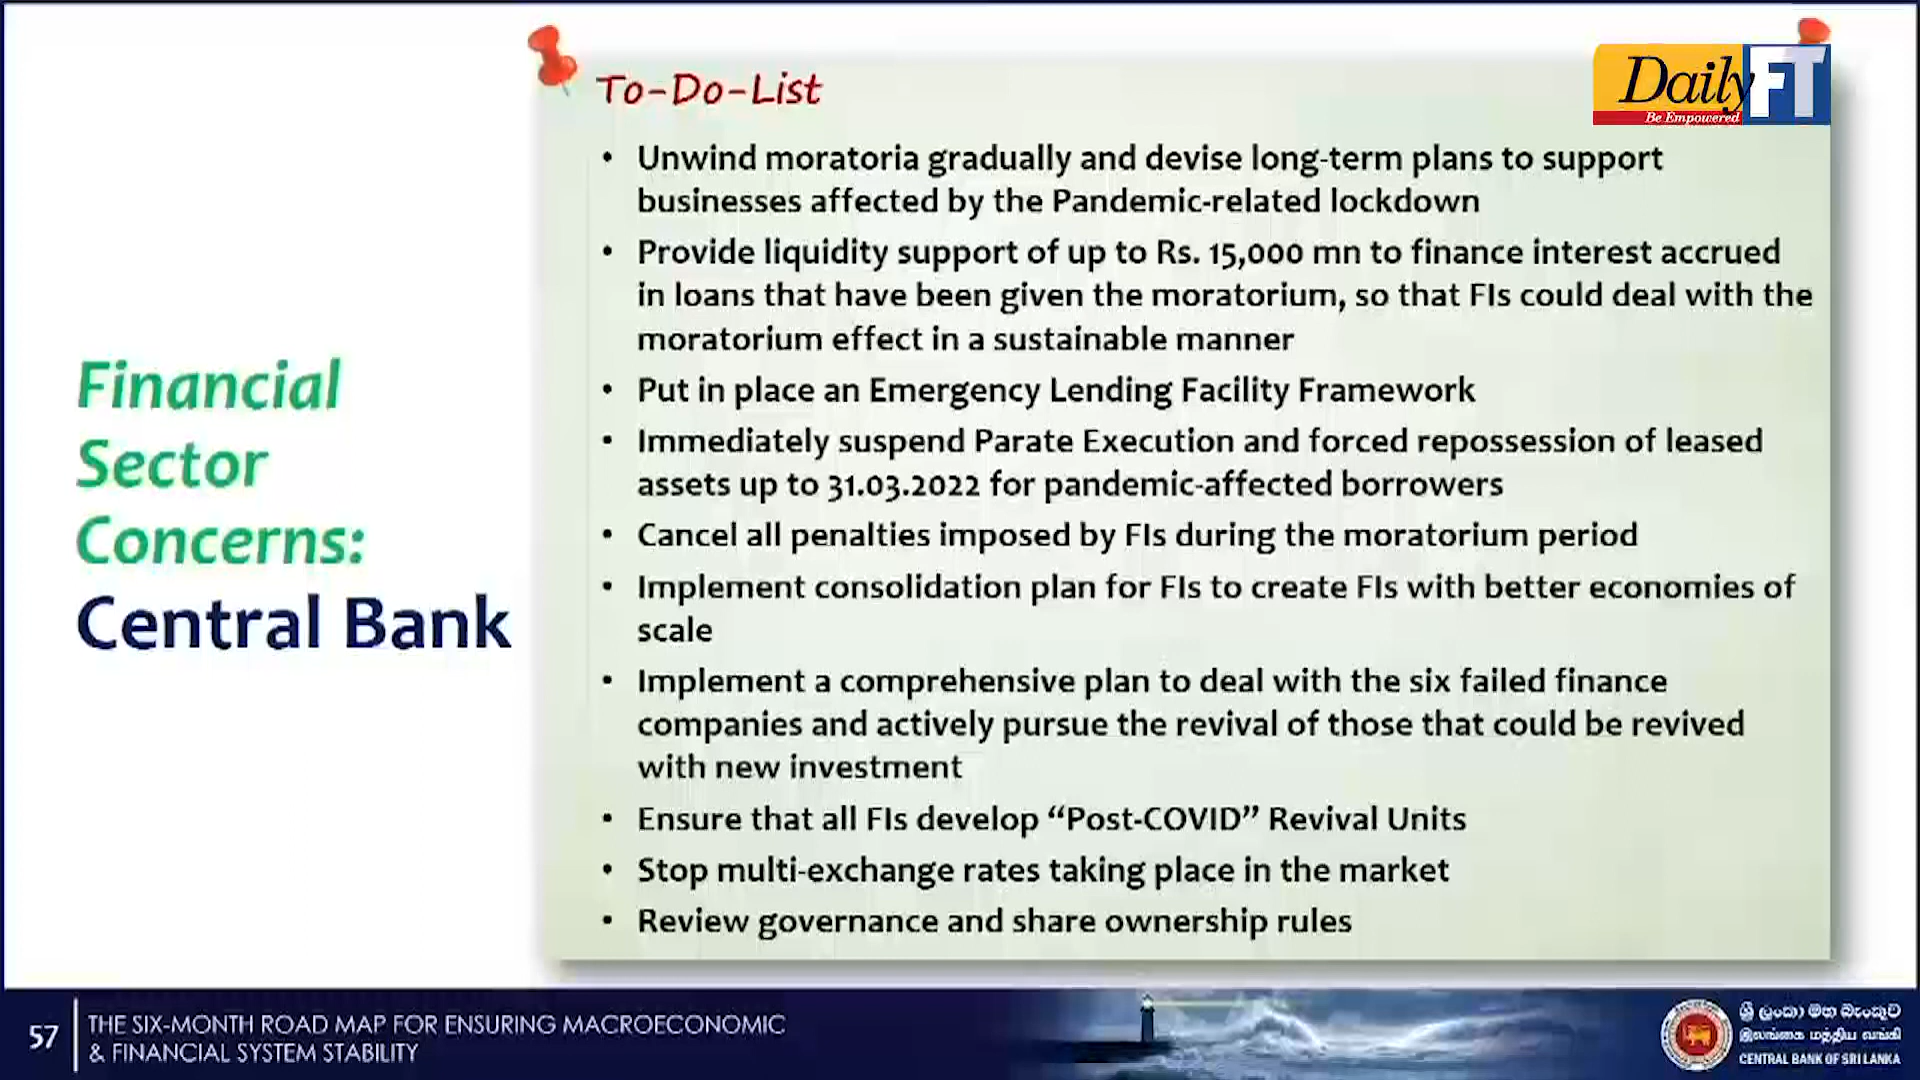 Daily FT
Be Empowered
To-Do-List
• Unwind moratoria gradually and devise long-term plans to support
businesses affected by the Pandemic-related lockdown
• Provide liquidity support of up to Rs. 15,000 mn to finance interest accrued
in loans that have been given the moratorium, so that FIs could deal with the
moratorium effect in a sustainable manner
• Put in place an Emergency Lending Facility Framework
• Immediately suspend Parate Execution and forced repossession of leased
assets up to 31.03.2022 for pandemic-affected borrowers
• Cancel all penalties imposed by FIs during the moratorium period
• Implement consolidation plan for FIs to create FIs with better economies of
scale
• Implement a comprehensive plan to deal with the six failed finance
companies and actively pursue the revival of those that could be revived
with new investment
• Ensure that all FIs develop “Post-COVID” Revival Units
• Stop multi-exchange rates taking place in the market
• Review governance and share ownership rules
Financial
Sector
Concerns:
Central Bank
57
THE SIX-MONTH ROAD MAP FOR ENSURING MACROECONOMIC
& FINANCIAL SYSTEM STABILITY
ශ්‍රී ලංකා මහ බැංකුව
இலங்கை மத்திய வங்கி
CENTRAL BANK OF SRI LANKA